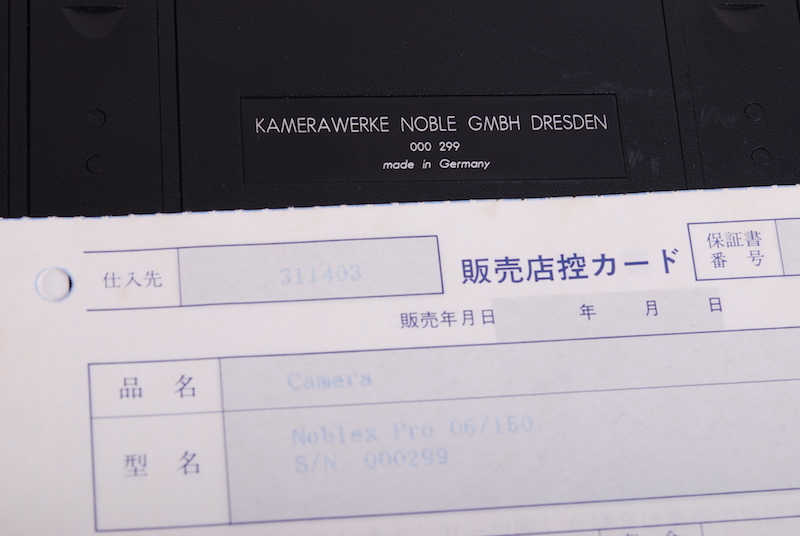 KAMERAWERKE NOBLE GMBH DRESDEN
000 299
made in Germany
仕入先 311403
販売店控カード
保証書
番 号
販売年月日 年 月 日
品 名 Camera
型 名 Noblex Pro 06/150
S/N 000299